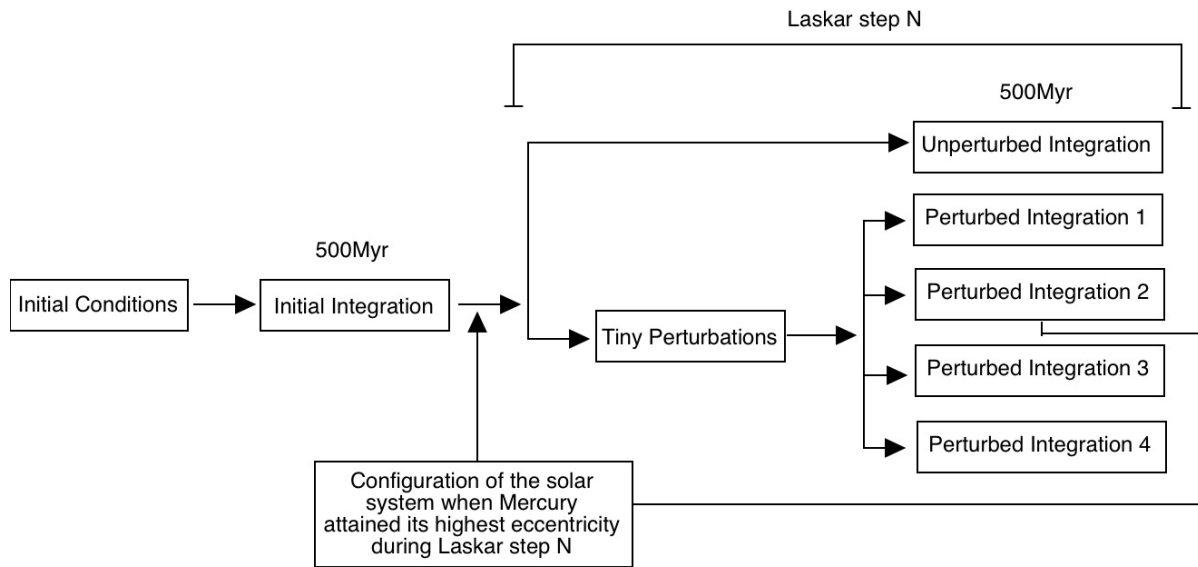 Laskar step N
500Myr
Unperturbed Integration
Perturbed Integration 1
500Myr
Initial Conditions
Initial Integration
Perturbed Integration 2
Tiny Perturbations
Perturbed Integration 3
Perturbed Integration 4
Configuration of the solar
system when Mercury
attained its highest eccentricity
during Laskar step N